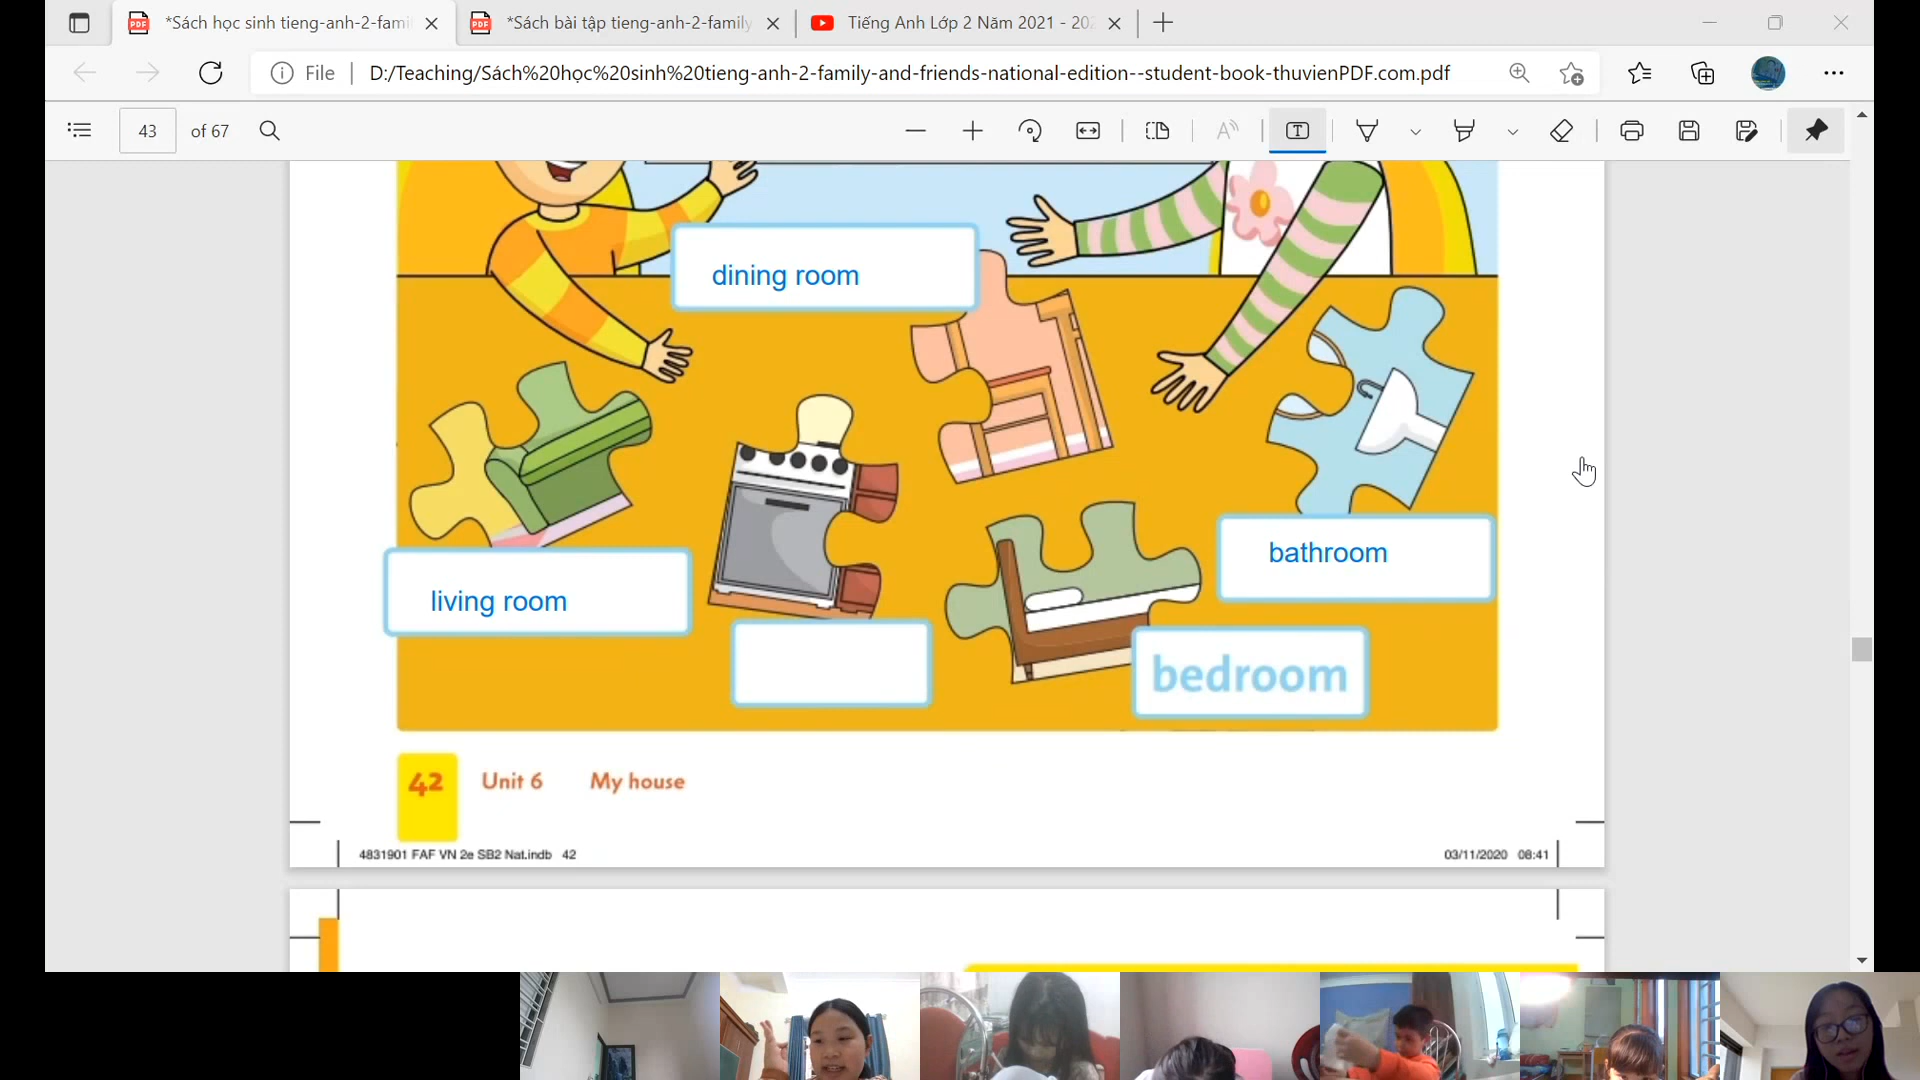 *Sách học sinh tieng-anh-2-fami
*Sách bài tập tieng-anh-2-family
Tiếng Anh Lớp 2 Năm 2021 - 202
File
D:/Teaching/Sách%20học%20sinh%20tieng-anh-2-family-and-friends-national-edition--student-book-thuvienPDF.com.pdf
43 of 67
dining room
bathroom
living room
bedroom
42 Unit 6 My house
4831901 FAF VN 2e SB2 Nat.indb 42
03/11/2020 08:41